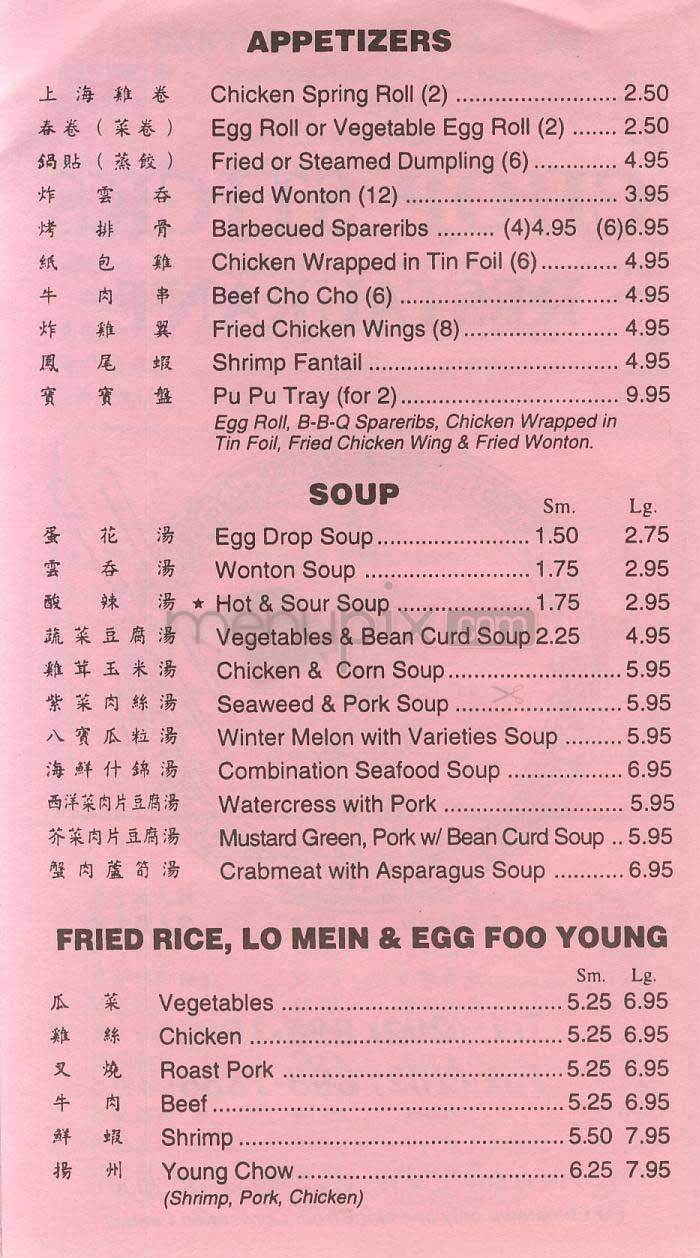 APPETIZERS
上海雞卷 Chicken Spring Roll (2) ........................ 2.50
春卷(菜卷) Egg Roll or Vegetable Egg Roll (2) ....... 2.50
鍋貼(蒸餃) Fried or Steamed Dumpling (6) ............ 4.95
炸雲吞 Fried Wonton (12) ................................ 3.95
烤排骨 Barbecued Spareribs ......... (4)4.95 (6)6.95
紙包雞 Chicken Wrapped in Tin Foil (6) ........... 4.95
牛肉串 Beef Cho Cho (6) ................................ 4.95
炸雞翼 Fried Chicken Wings (8) ....................... 4.95
鳳尾蝦 Shrimp Fantail ..................................... 4.95
寶寶盤 Pu Pu Tray (for 2) ................................ 9.95
Egg Roll, B-B-Q Spareribs, Chicken Wrapped in
Tin Foil, Fried Chicken Wing & Fried Wonton.
SOUP
Sm. Lg.
蛋花湯 Egg Drop Soup ....................... 1.50 2.75
雲吞湯 Wonton Soup ......................... 1.75 2.95
酸辣湯 ★ Hot & Sour Soup .................... 1.75 2.95
蔬菜豆腐湯 Vegetables & Bean Curd Soup 2.25 4.95
雞茸玉米湯 Chicken & Corn Soup .......................... 5.95
紫菜肉絲湯 Seaweed & Pork Soup ......................... 5.95
八寶瓜粒湯 Winter Melon with Varieties Soup ......... 5.95
海鮮什錦湯 Combination Seafood Soup ................. 6.95
西洋菜肉片豆腐湯 Watercress with Pork ........................... 5.95
芥菜肉片豆腐湯 Mustard Green, Pork w/ Bean Curd Soup .. 5.95
蟹肉蘆筍湯 Crabmeat with Asparagus Soup ........... 6.95
menupix.com
FRIED RICE, LO MEIN & EGG FOO YOUNG
Sm. Lg.
瓜菜 Vegetables .......................................... 5.25 6.95
雞絲 Chicken ............................................... 5.25 6.95
叉燒 Roast Pork ........................................... 5.25 6.95
牛肉 Beef .................................................... 5.25 6.95
鮮蝦 Shrimp ................................................ 5.50 7.95
揚州 Young Chow ........................................ 6.25 7.95
(Shrimp, Pork, Chicken)